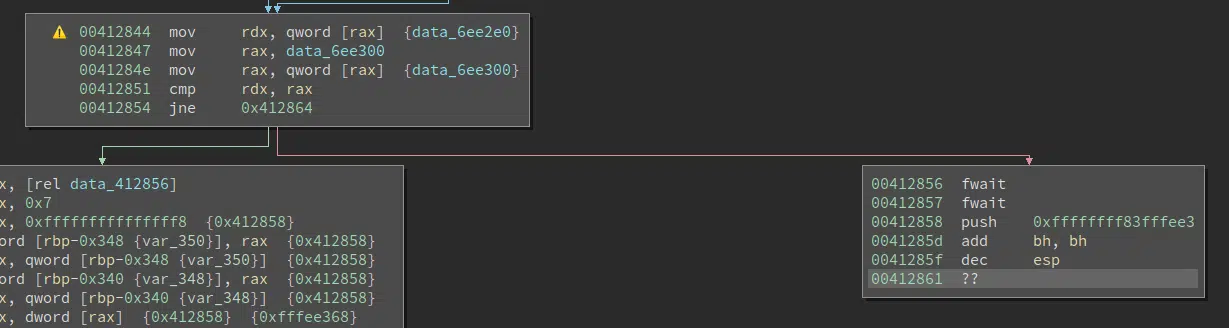 00412844 mov rdx, qword [rax] {data_6ee2e0}
00412847 mov rax, data_6ee300
0041284e mov rax, qword [rax] {data_6ee300}
00412851 cmp rdx, rax
00412854 jne 0x412864
x, [rel data_412856]
x, 0x7
x, 0xfffffffffffffff8 {0x412858}
ord [rbp-0x348 {var_350}], rax {0x412858}
x, qword [rbp-0x348 {var_350}] {0x412858}
ord [rbp-0x340 {var_348}], rax {0x412858}
x, qword [rbp-0x340 {var_348}] {0x412858}
x, dword [rax] {0x412858} {0xfffee368}
00412856 fwait
00412857 fwait
00412858 push 0xffffffff83fffee3
0041285d add bh, bh
0041285f dec esp
00412861 ??